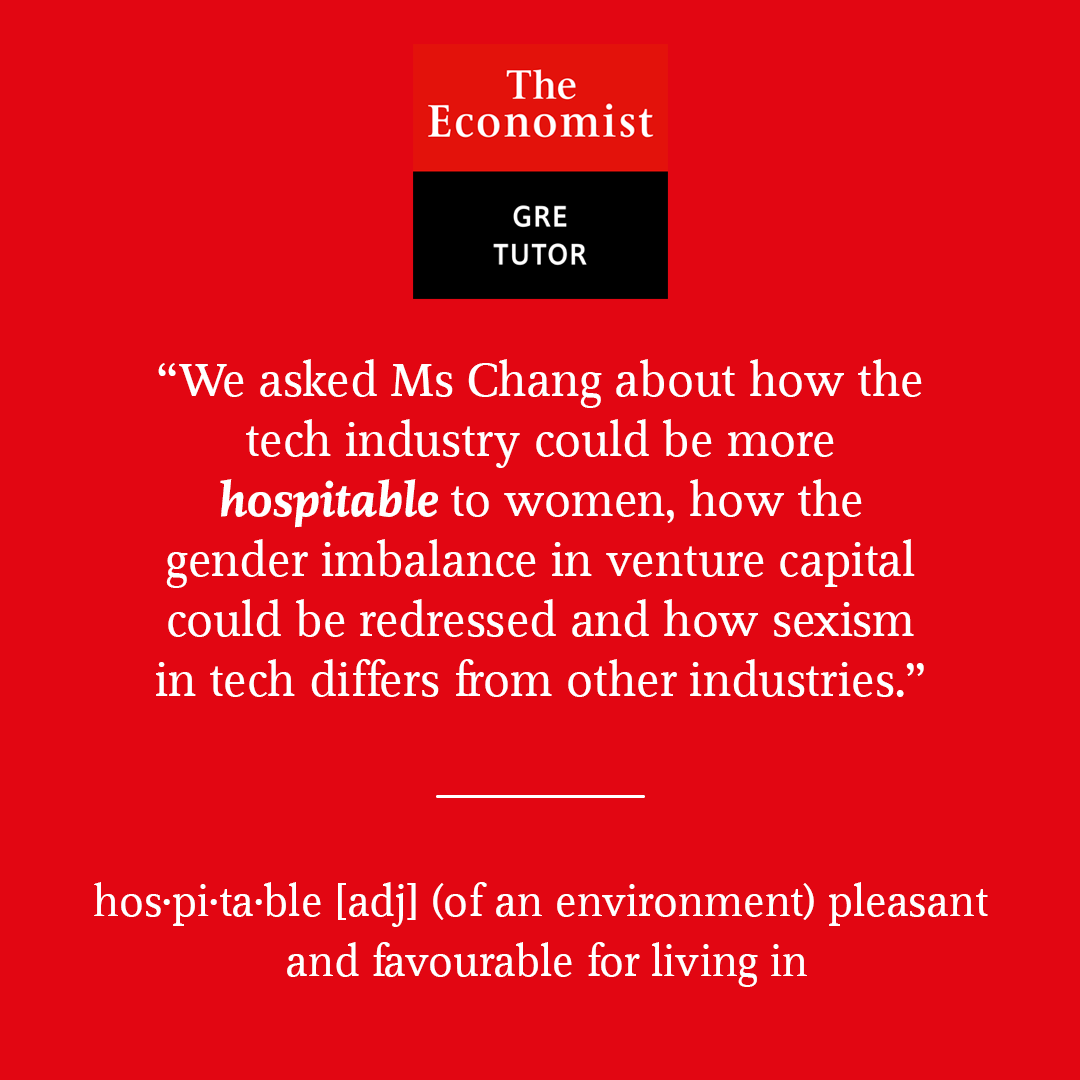 The
Economist
GRE
TUTOR
“We asked Ms Chang about how the
tech industry could be more
hospitable to women, how the
gender imbalance in venture capital
could be redressed and how sexism
in tech differs from other industries.”
hos·pi·ta·ble [adj] (of an environment) pleasant
and favourable for living in